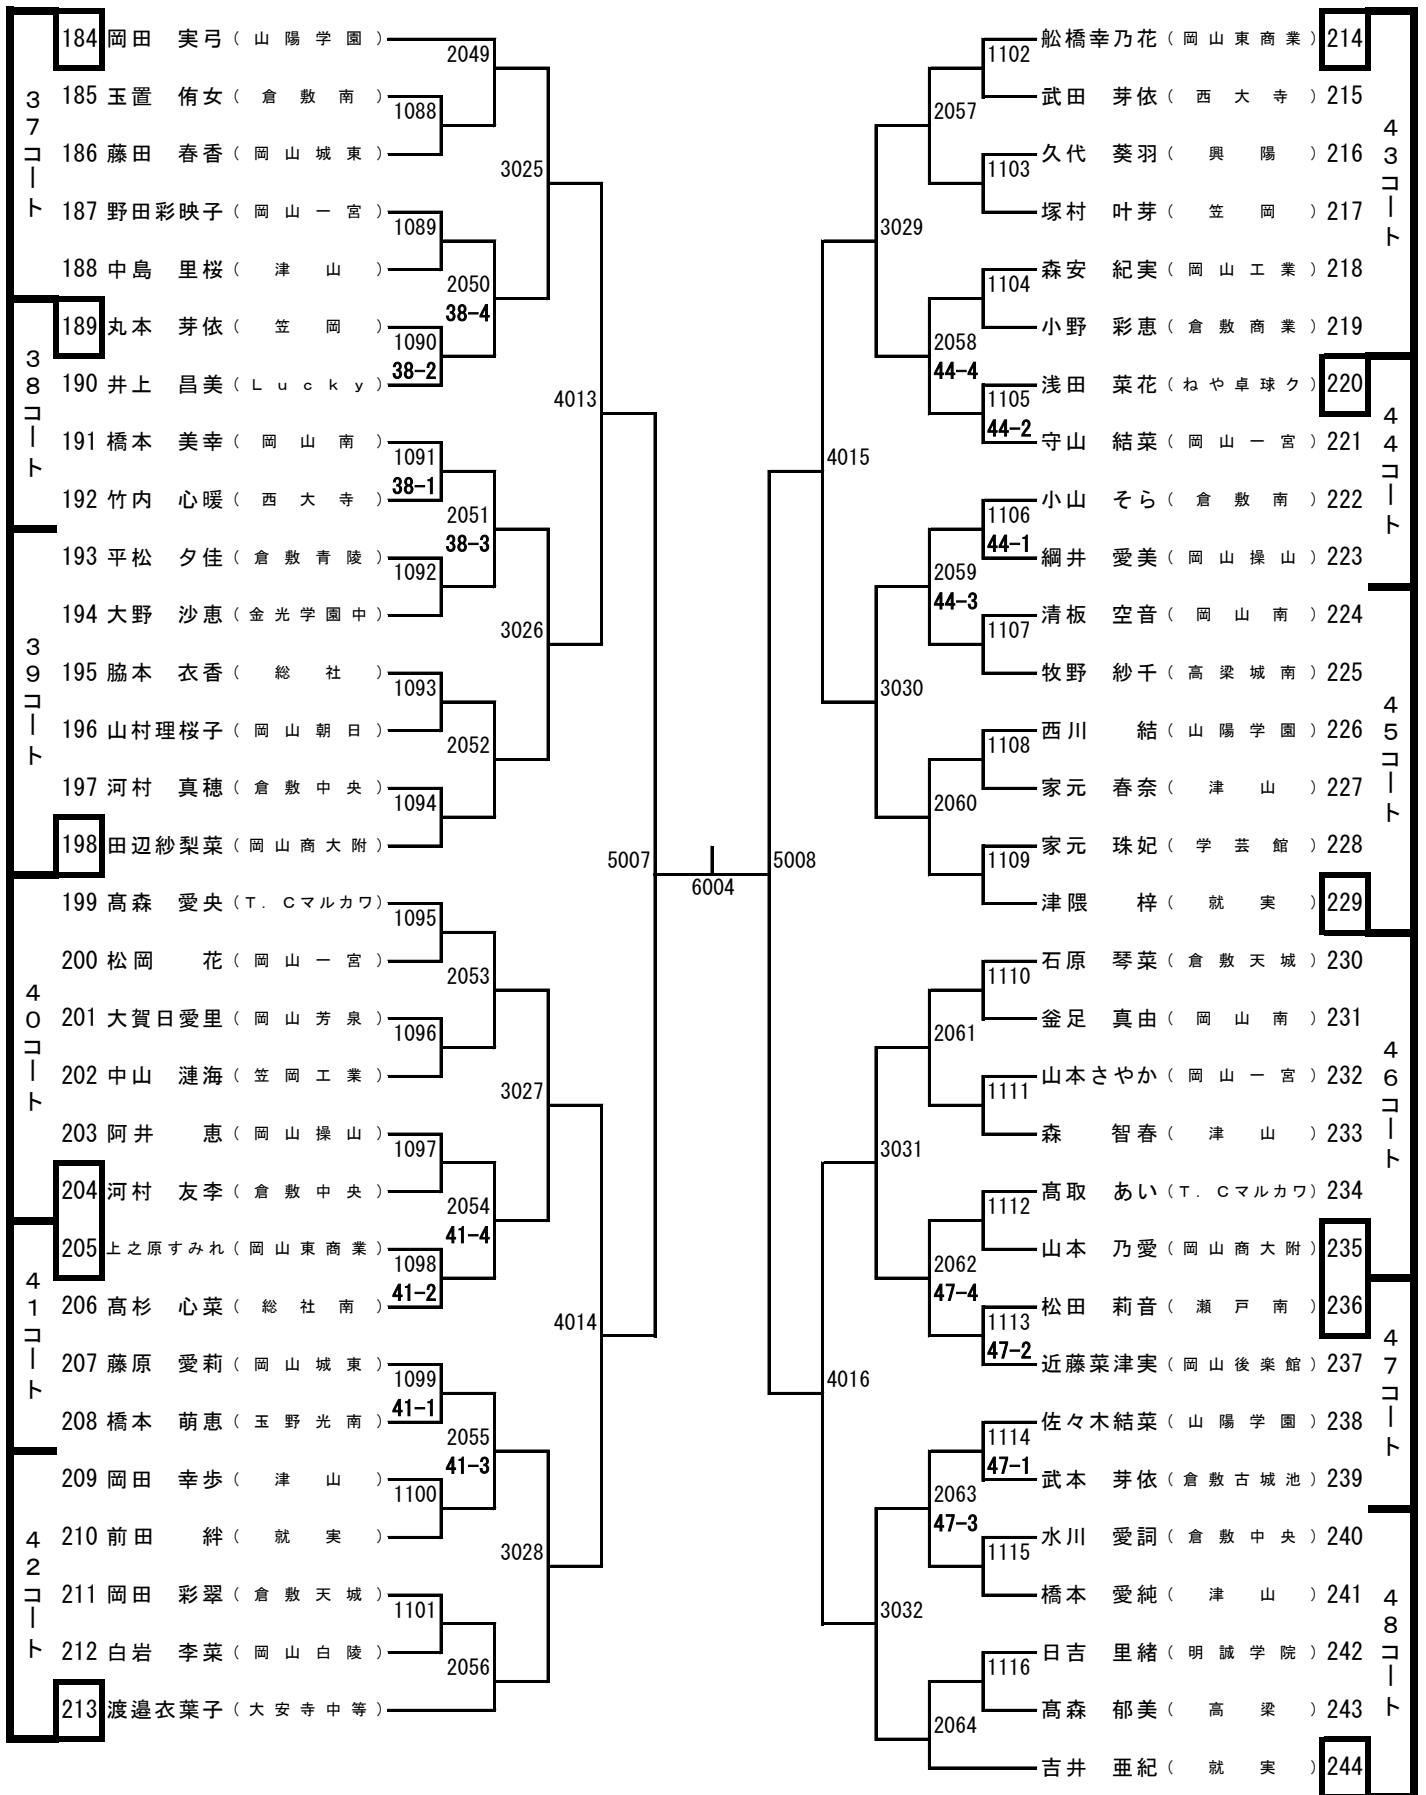 37コート
184 岡田 実弓 (山陽学園)
2049
185 玉置 侑女 (倉敷南)
1088
186 藤田 春香 (岡山城東)
3025
187 野田彩映子 (岡山一宮)
1089
188 中島 里桜 (津山)
2050
38-4
38コート
189 丸本 芽依 (笠岡)
1090
38-2
190 井上 昌美 (Lucky)
4013
191 橋本 美幸 (岡山南)
1091
38-1
192 竹内 心暖 (西大寺)
2051
38-3
39コート
193 平松 夕佳 (倉敷青陵)
1092
194 大野 沙恵 (金光学園中)
3026
195 脇本 衣香 (総社)
1093
196 山村理桜子 (岡山朝日)
2052
197 河村 真穂 (倉敷中央)
1094
198 田辺紗梨菜 (岡山商大附)
5007
40コート
199 髙森 愛央 (T.Cマルカワ)
1095
200 松岡 花 (岡山一宮)
2053
201 大賀日愛里 (岡山芳泉)
1096
202 中山 漣海 (笠岡工業)
3027
203 阿井 恵 (岡山操山)
1097
204 河村 友李 (倉敷中央)
2054
41-4
41コート
205 上之原すみれ (岡山東商業)
1098
41-2
206 髙杉 心菜 (総社南)
4014
207 藤原 愛莉 (岡山城東)
1099
41-1
208 橋本 萌恵 (玉野光南)
2055
41-3
42コート
209 岡田 幸歩 (津山)
1100
210 前田 絆 (就実)
3028
211 岡田 彩翠 (倉敷天城)
1101
212 白岩 李菜 (岡山白陵)
2056
213 渡邉衣葉子 (大安寺中等)
6004
43コート
舩橋幸乃花 (岡山東商業) 214
1102
武田 芽依 (西大寺) 215
2057
久代 葵羽 (興陽) 216
1103
塚村 叶芽 (笠岡) 217
3029
森安 紀実 (岡山工業) 218
1104
小野 彩恵 (倉敷商業) 219
2058
44-4
44コート
浅田 菜花 (ねや卓球ク) 220
1105
44-2
守山 結菜 (岡山一宮) 221
4015
小山 そら (倉敷南) 222
1106
44-1
綱井 愛美 (岡山操山) 223
2059
44-3
45コート
清板 空音 (岡山南) 224
1107
牧野 紗千 (高梁城南) 225
3030
西川 結 (山陽学園) 226
1108
家元 春奈 (津山) 227
2060
家元 珠妃 (学芸館) 228
1109
津隈 梓 (就実) 229
5008
46コート
石原 琴菜 (倉敷天城) 230
1110
釜足 真由 (岡山南) 231
2061
山本さやか (岡山一宮) 232
1111
森 智春 (津山) 233
3031
髙取 あい (T.Cマルカワ) 234
1112
山本 乃愛 (岡山商大附) 235
2062
47-4
47コート
松田 莉音 (瀬戸南) 236
1113
47-2
近藤菜津実 (岡山後楽館) 237
4016
佐々木結菜 (山陽学園) 238
1114
47-1
武本 芽依 (倉敷古城池) 239
2063
47-3
48コート
水川 愛詞 (倉敷中央) 240
1115
橋本 愛純 (津山) 241
3032
日吉 里緒 (明誠学院) 242
1116
髙森 郁美 (高梁) 243
2064
吉井 亜紀 (就実) 244